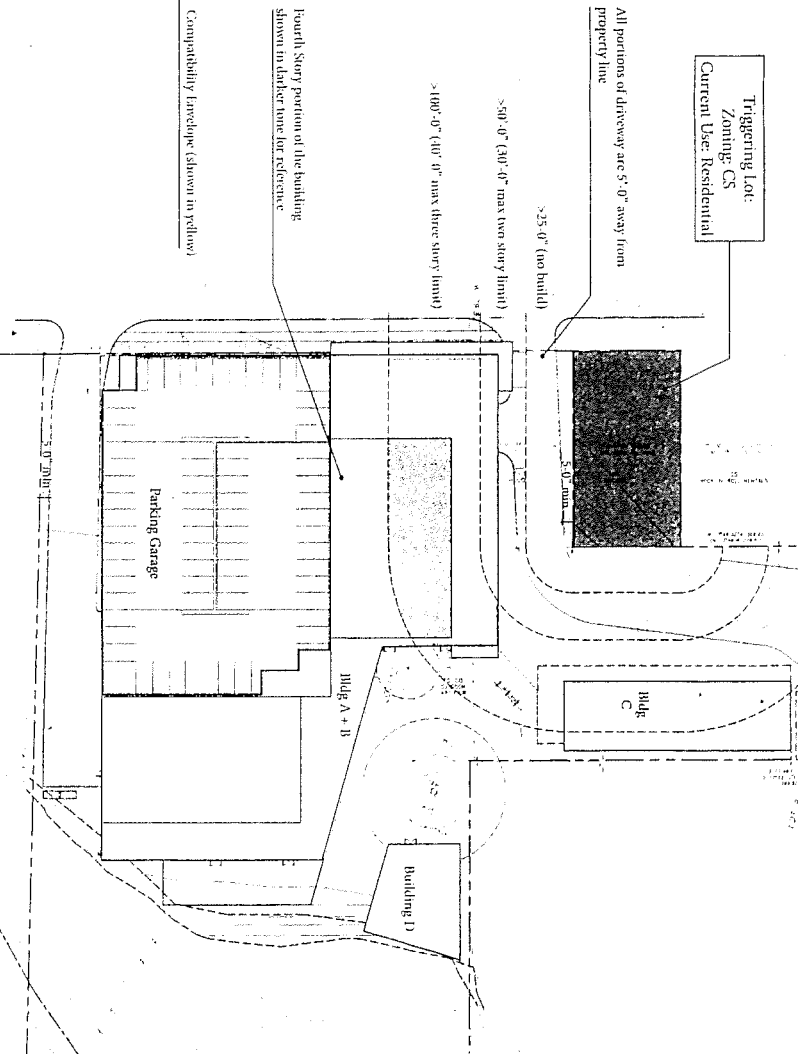 Triggering Lot:
Zoning: CS
Current Use: Residential
All portions of driveway are 5'-0" away from
property line
>25-0" (no build)
>50'-0" (30'-0" max two story limit)
>100'-0" (40'-0" max three story limit)
Fourth Story portion of the building
shown in darker tone for reference
Compatibility Envelope (shown in yellow)
5'-0" min
5'-0" min
Parking Garage
Bldg A + B
Bldg
C
Building D